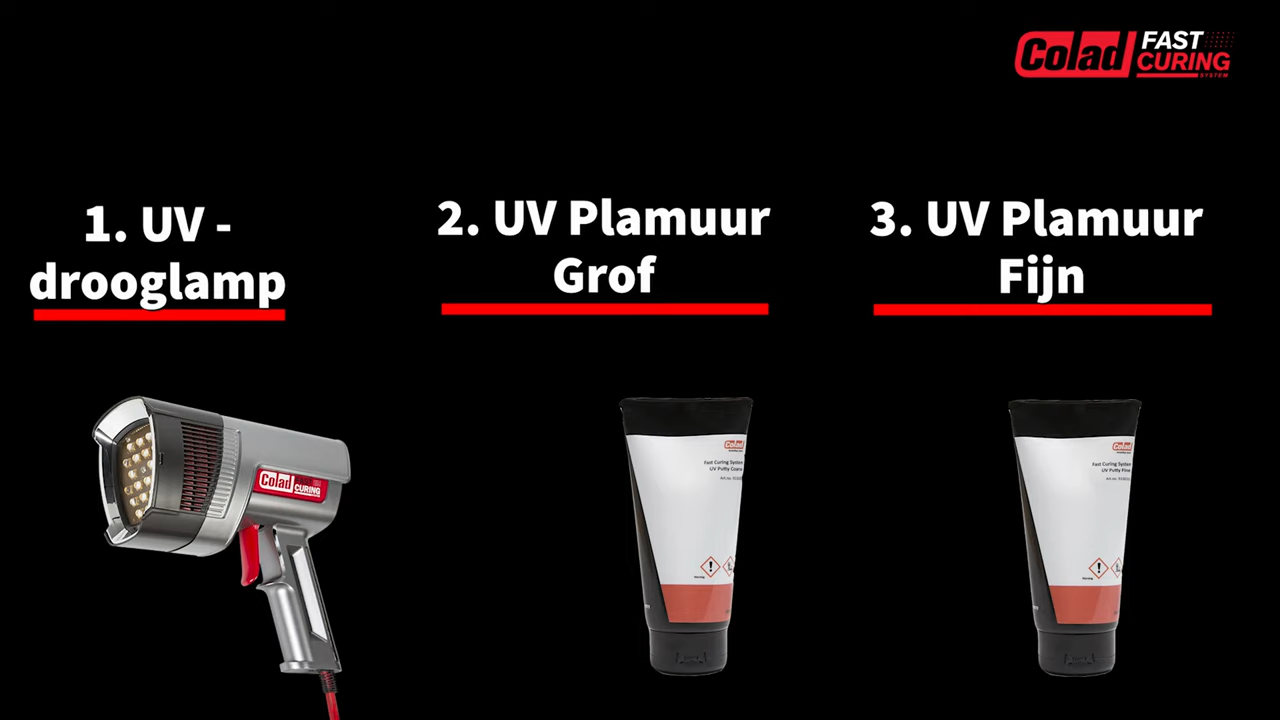 Colad FAST
CURING
SYSTEM
1. UV -
drooglamp
2. UV Plamuur
Grof
3. UV Plamuur
Fijn
Colad
CURING
Colad
Fast Curing System
UV Putty Coarse
Colad
Fast Curing System
UV Putty Fine